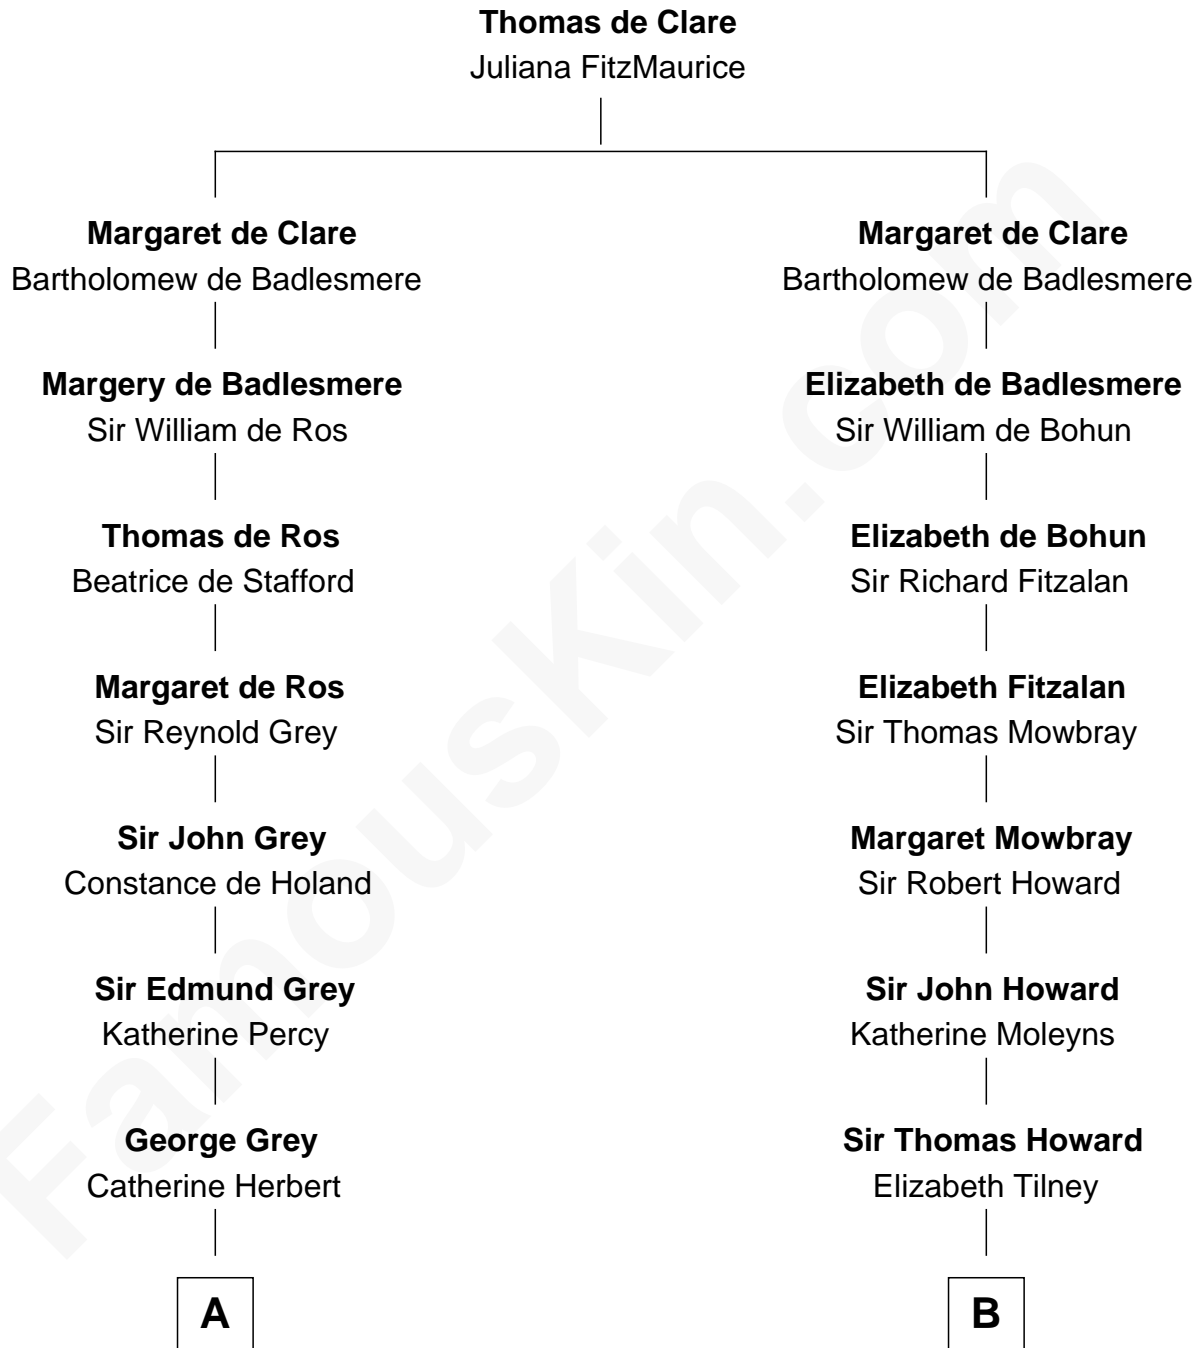 Thomas de Clare
Juliana FitzMaurice
Margaret de Clare
Bartholomew de Badlesmere
Margery de Badlesmere
Sir William de Ros
Thomas de Ros
Beatrice de Stafford
Margaret de Ros
Sir Reynold Grey
Sir John Grey
Constance de Holand
Sir Edmund Grey
Katherine Percy
George Grey
Catherine Herbert
A
Margaret de Clare
Bartholomew de Badlesmere
Elizabeth de Badlesmere
Sir William de Bohun
Elizabeth de Bohun
Sir Richard Fitzalan
Elizabeth Fitzalan
Sir Thomas Mowbray
Margaret Mowbray
Sir Robert Howard
Sir John Howard
Katherine Moleyns
Sir Thomas Howard
Elizabeth Tilney
B
FamousKin.com